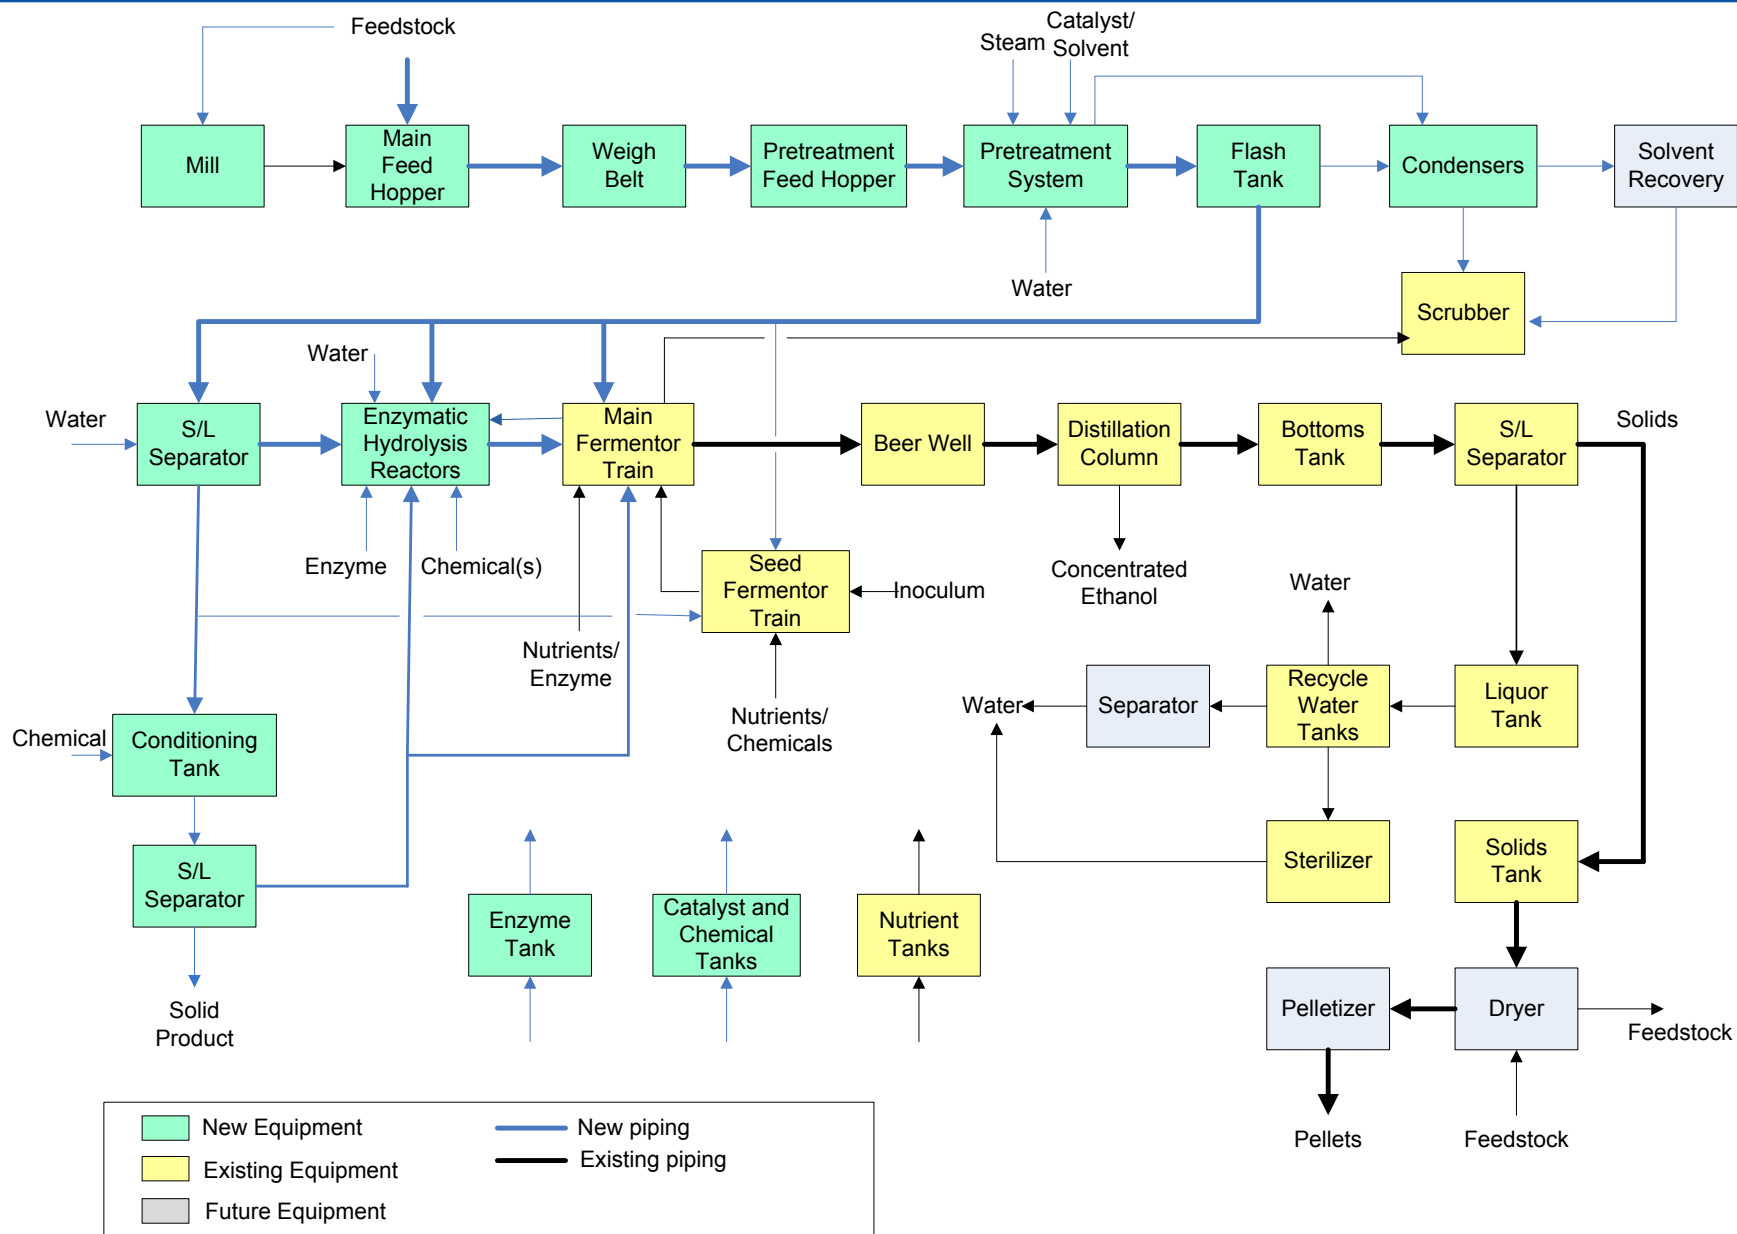 Feedstock
Steam
Catalyst/
Solvent
Mill
Main
Feed
Hopper
Weigh
Belt
Pretreatment
Feed Hopper
Pretreatment
System
Flash
Tank
Condensers
Solvent
Recovery
Water
Scrubber
Water
Water
S/L
Separator
Enzymatic
Hydrolysis
Reactors
Main
Fermentor
Train
Beer Well
Distillation
Column
Bottoms
Tank
S/L
Separator
Solids
Enzyme
Chemical(s)
Seed
Fermentor
Train
Inoculum
Concentrated
Ethanol
Water
Nutrients/
Enzyme
Nutrients/
Chemicals
Water
Separator
Recycle
Water
Tanks
Liquor
Tank
Chemical
Conditioning
Tank
S/L
Separator
Sterilizer
Solids
Tank
Enzyme
Tank
Catalyst and
Chemical
Tanks
Nutrient
Tanks
Solid
Product
Pelletizer
Dryer
Feedstock
Pellets
Feedstock
New Equipment
New piping
Existing Equipment
Existing piping
Future Equipment